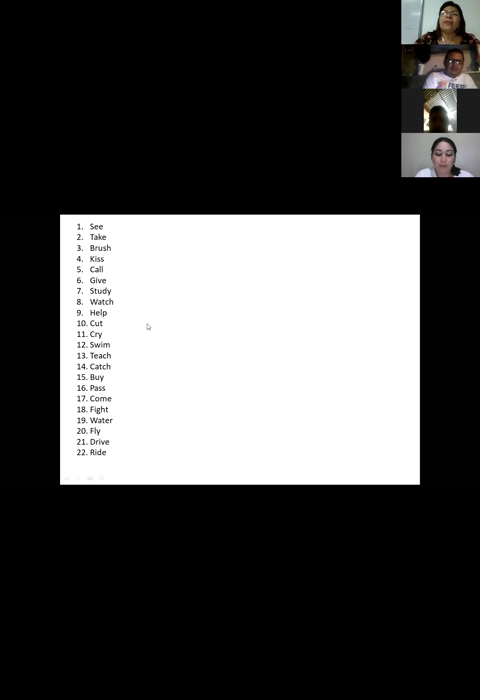 1. See
2. Take
3. Brush
4. Kiss
5. Call
6. Give
7. Study
8. Watch
9. Help
10. Cut
11. Cry
12. Swim
13. Teach
14. Catch
15. Buy
16. Pass
17. Come
18. Fight
19. Water
20. Fly
21. Drive
22. Ride